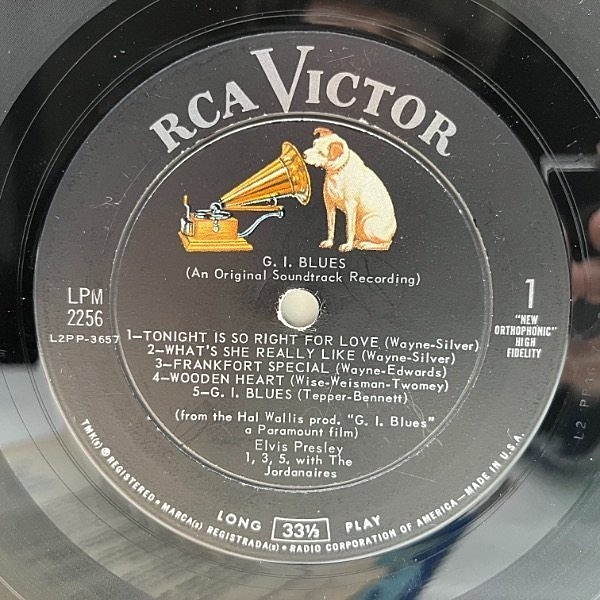 RCA VICTOR
G. I. BLUES
(An Original Soundtrack Recording)
LPM
2256
L2PP-3657
1
"NEW
ORTHOPHONIC"
HIGH
FIDELITY
1—TONIGHT IS SO RIGHT FOR LOVE (Wayne-Silver)
2—WHAT'S SHE REALLY LIKE (Wayne-Silver)
3—FRANKFORT SPECIAL (Wayne-Edwards)
4—WOODEN HEART (Wise-Weisman-Twomey)
5—G. I. BLUES (Tepper-Bennett)
(from the Hal Wallis prod. "G. I. Blues"
a Paramount film)
Elvis Presley
1, 3, 5, with The
Jordanaires
LONG 33⅓ PLAY
TMK(s) ® REGISTERED • MARCA(s) REGISTRADA(s) • RADIO CORPORATION OF AMERICA—MADE IN U.S.A.